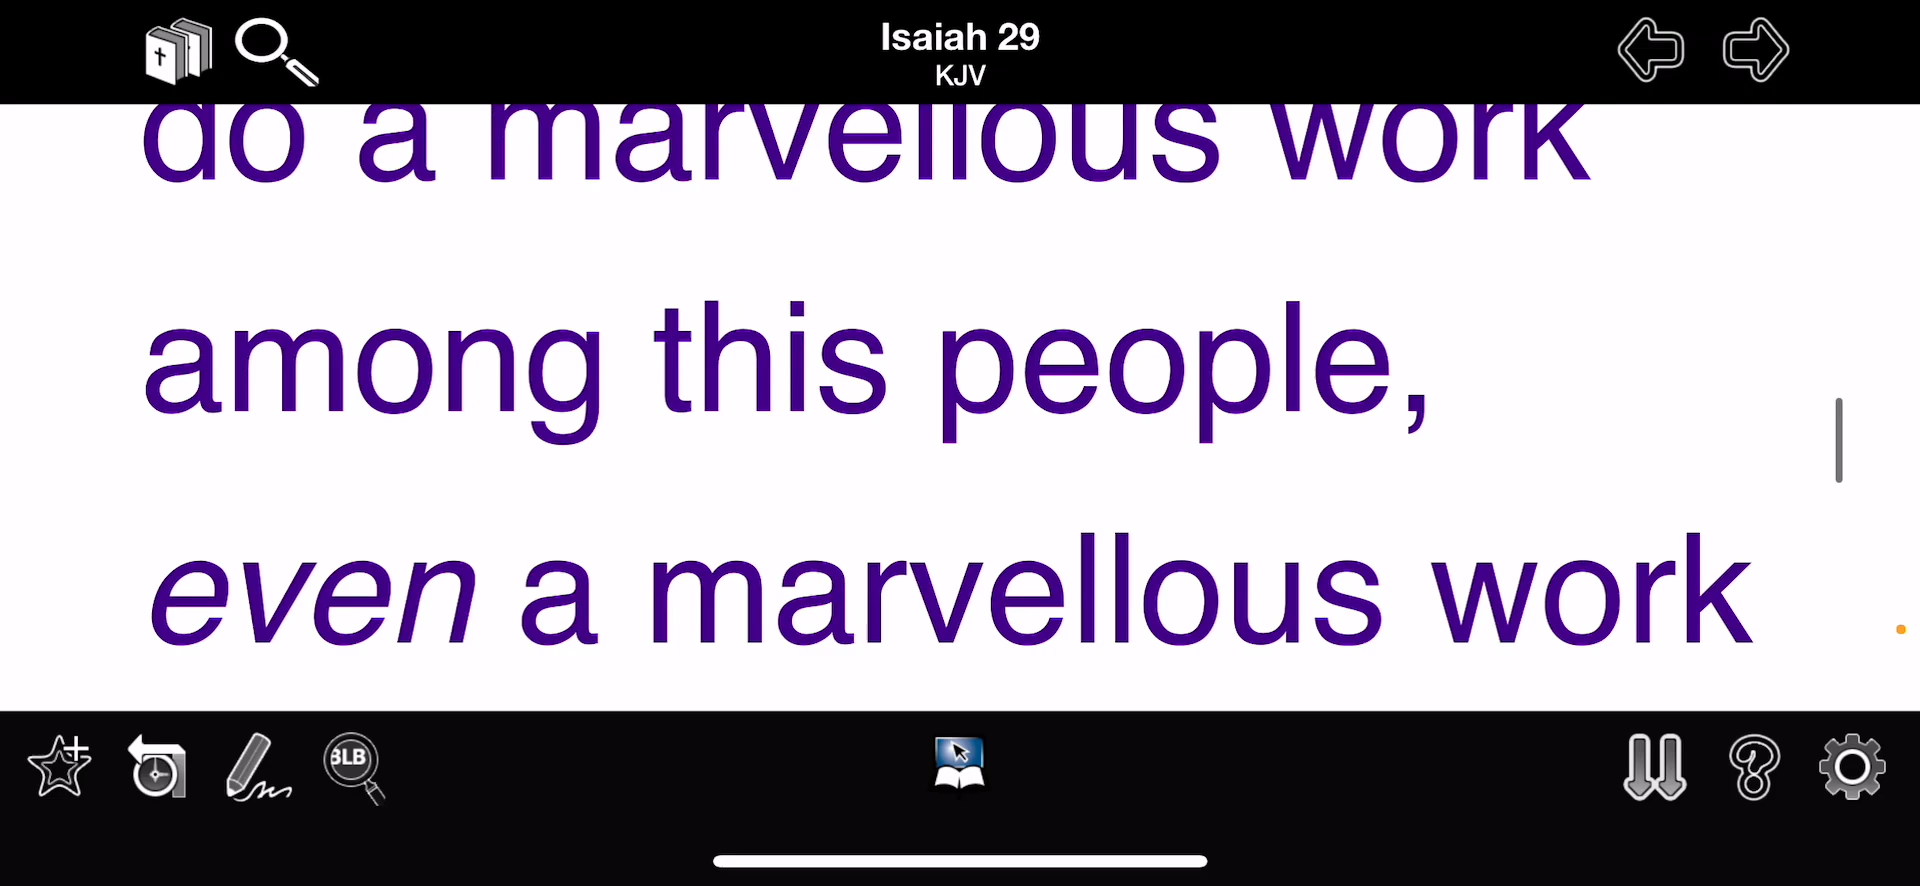 Isaiah 29
KJV
do a marvellous work
among this people,
even a marvellous work
BLB